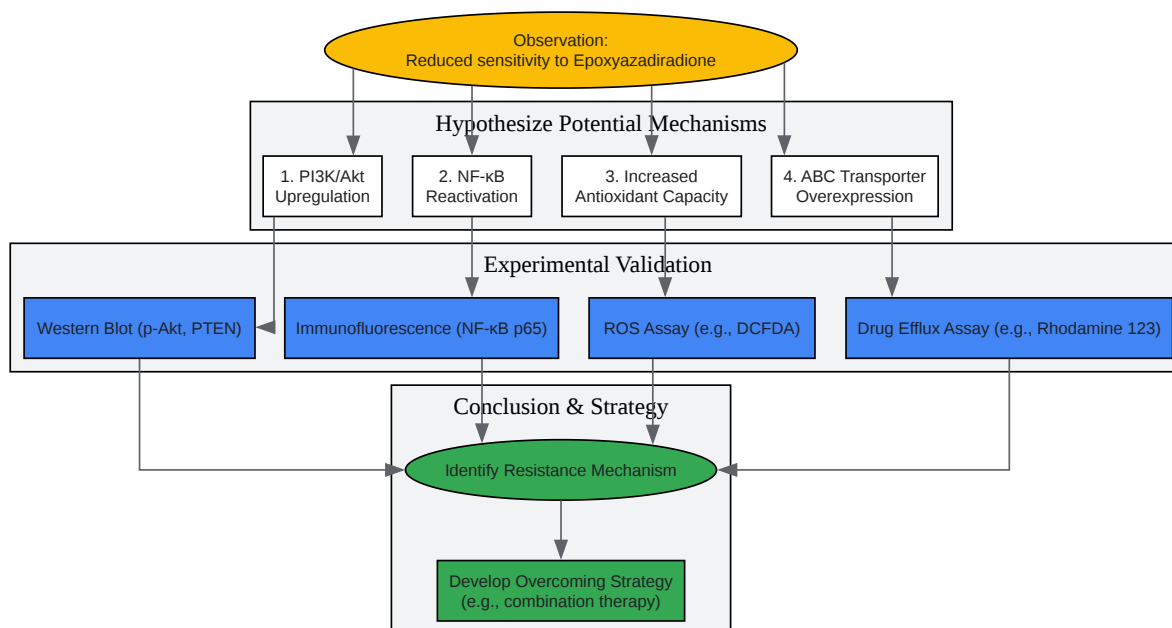 Observation:
Reduced sensitivity to Epoxyazadiradione
Hypothesize Potential Mechanisms
1. PI3K/Akt
Upregulation
2. NF-κB
Reactivation
3. Increased
Antioxidant Capacity
4. ABC Transporter
Overexpression
Experimental Validation
Western Blot (p-Akt, PTEN)
Immunofluorescence (NF-κB p65)
ROS Assay (e.g., DCFDA)
Drug Efflux Assay (e.g., Rhodamine 123)
Conclusion & Strategy
Identify Resistance Mechanism
Develop Overcoming Strategy
(e.g., combination therapy)